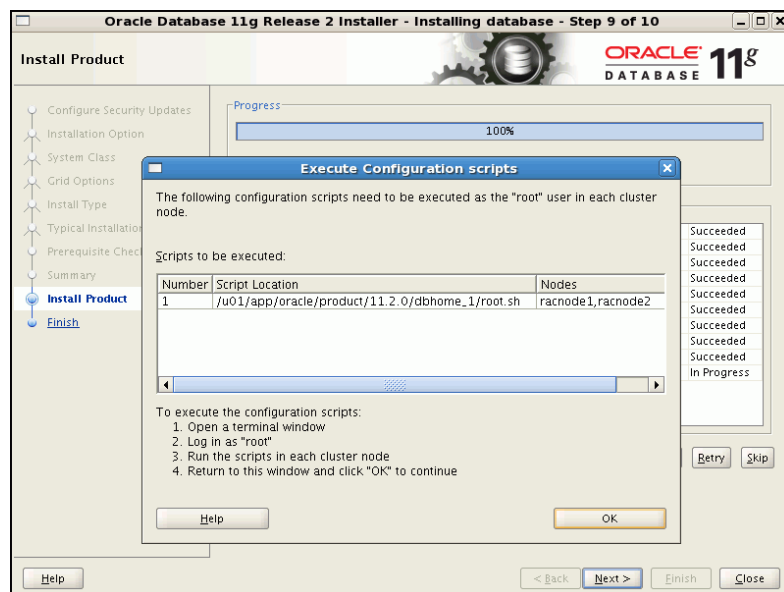 Oracle Database 11g Release 2 Installer - Installing database - Step 9 of 10
Install Product
ORACLE
DATABASE 11g
Configure Security Updates
Installation Option
System Class
Grid Options
Install Type
Typical Installation
Prerequisite Chec
Summary
Install Product
Finish
Progress
100%
Execute Configuration scripts
The following configuration scripts need to be executed as the "root" user in each cluster
node.
Scripts to be executed:
Number Script Location Nodes
1 /u01/app/oracle/product/11.2.0/dbhome_1/root.sh racnode1,racnode2
To execute the configuration scripts:
1. Open a terminal window
2. Log in as "root"
3. Run the scripts in each cluster node
4. Return to this window and click "OK" to continue
Help OK
Succeeded
Succeeded
Succeeded
Succeeded
Succeeded
Succeeded
Succeeded
Succeeded
Succeeded
In Progress
Retry Skip
Help < Back Next > Finish Close